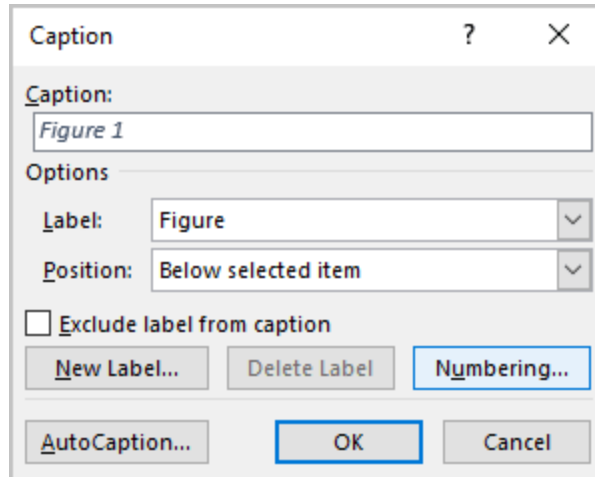 Caption ?
Caption:
Figure 1
Options
Label: Figure
Position: Below selected item
Exclude label from caption
New Label... Delete Label Numbering...
AutoCaption... OK Cancel